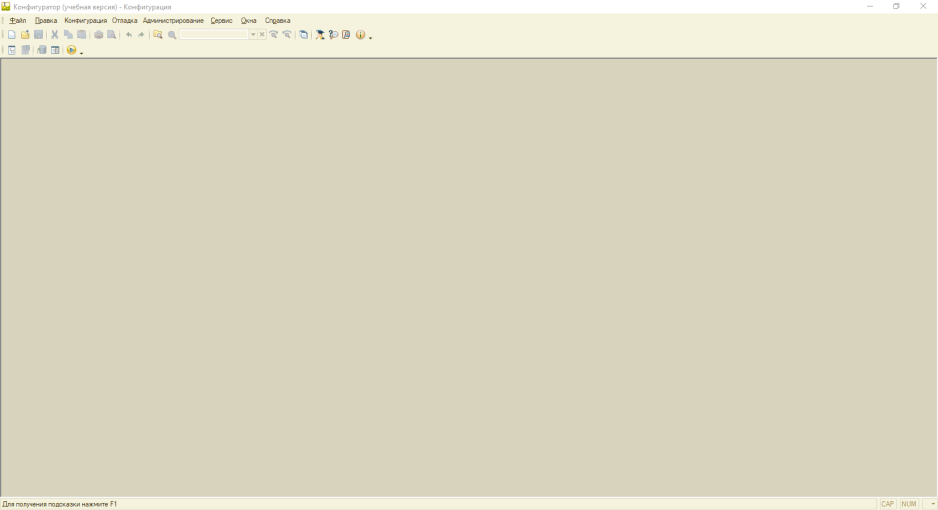 Конфигуратор (учебная версия) - Конфигурация
Файл Правка Конфигурация Отладка Администрирование Сервис Окна Справка
Для получения подсказки нажмите F1 CAP NUM